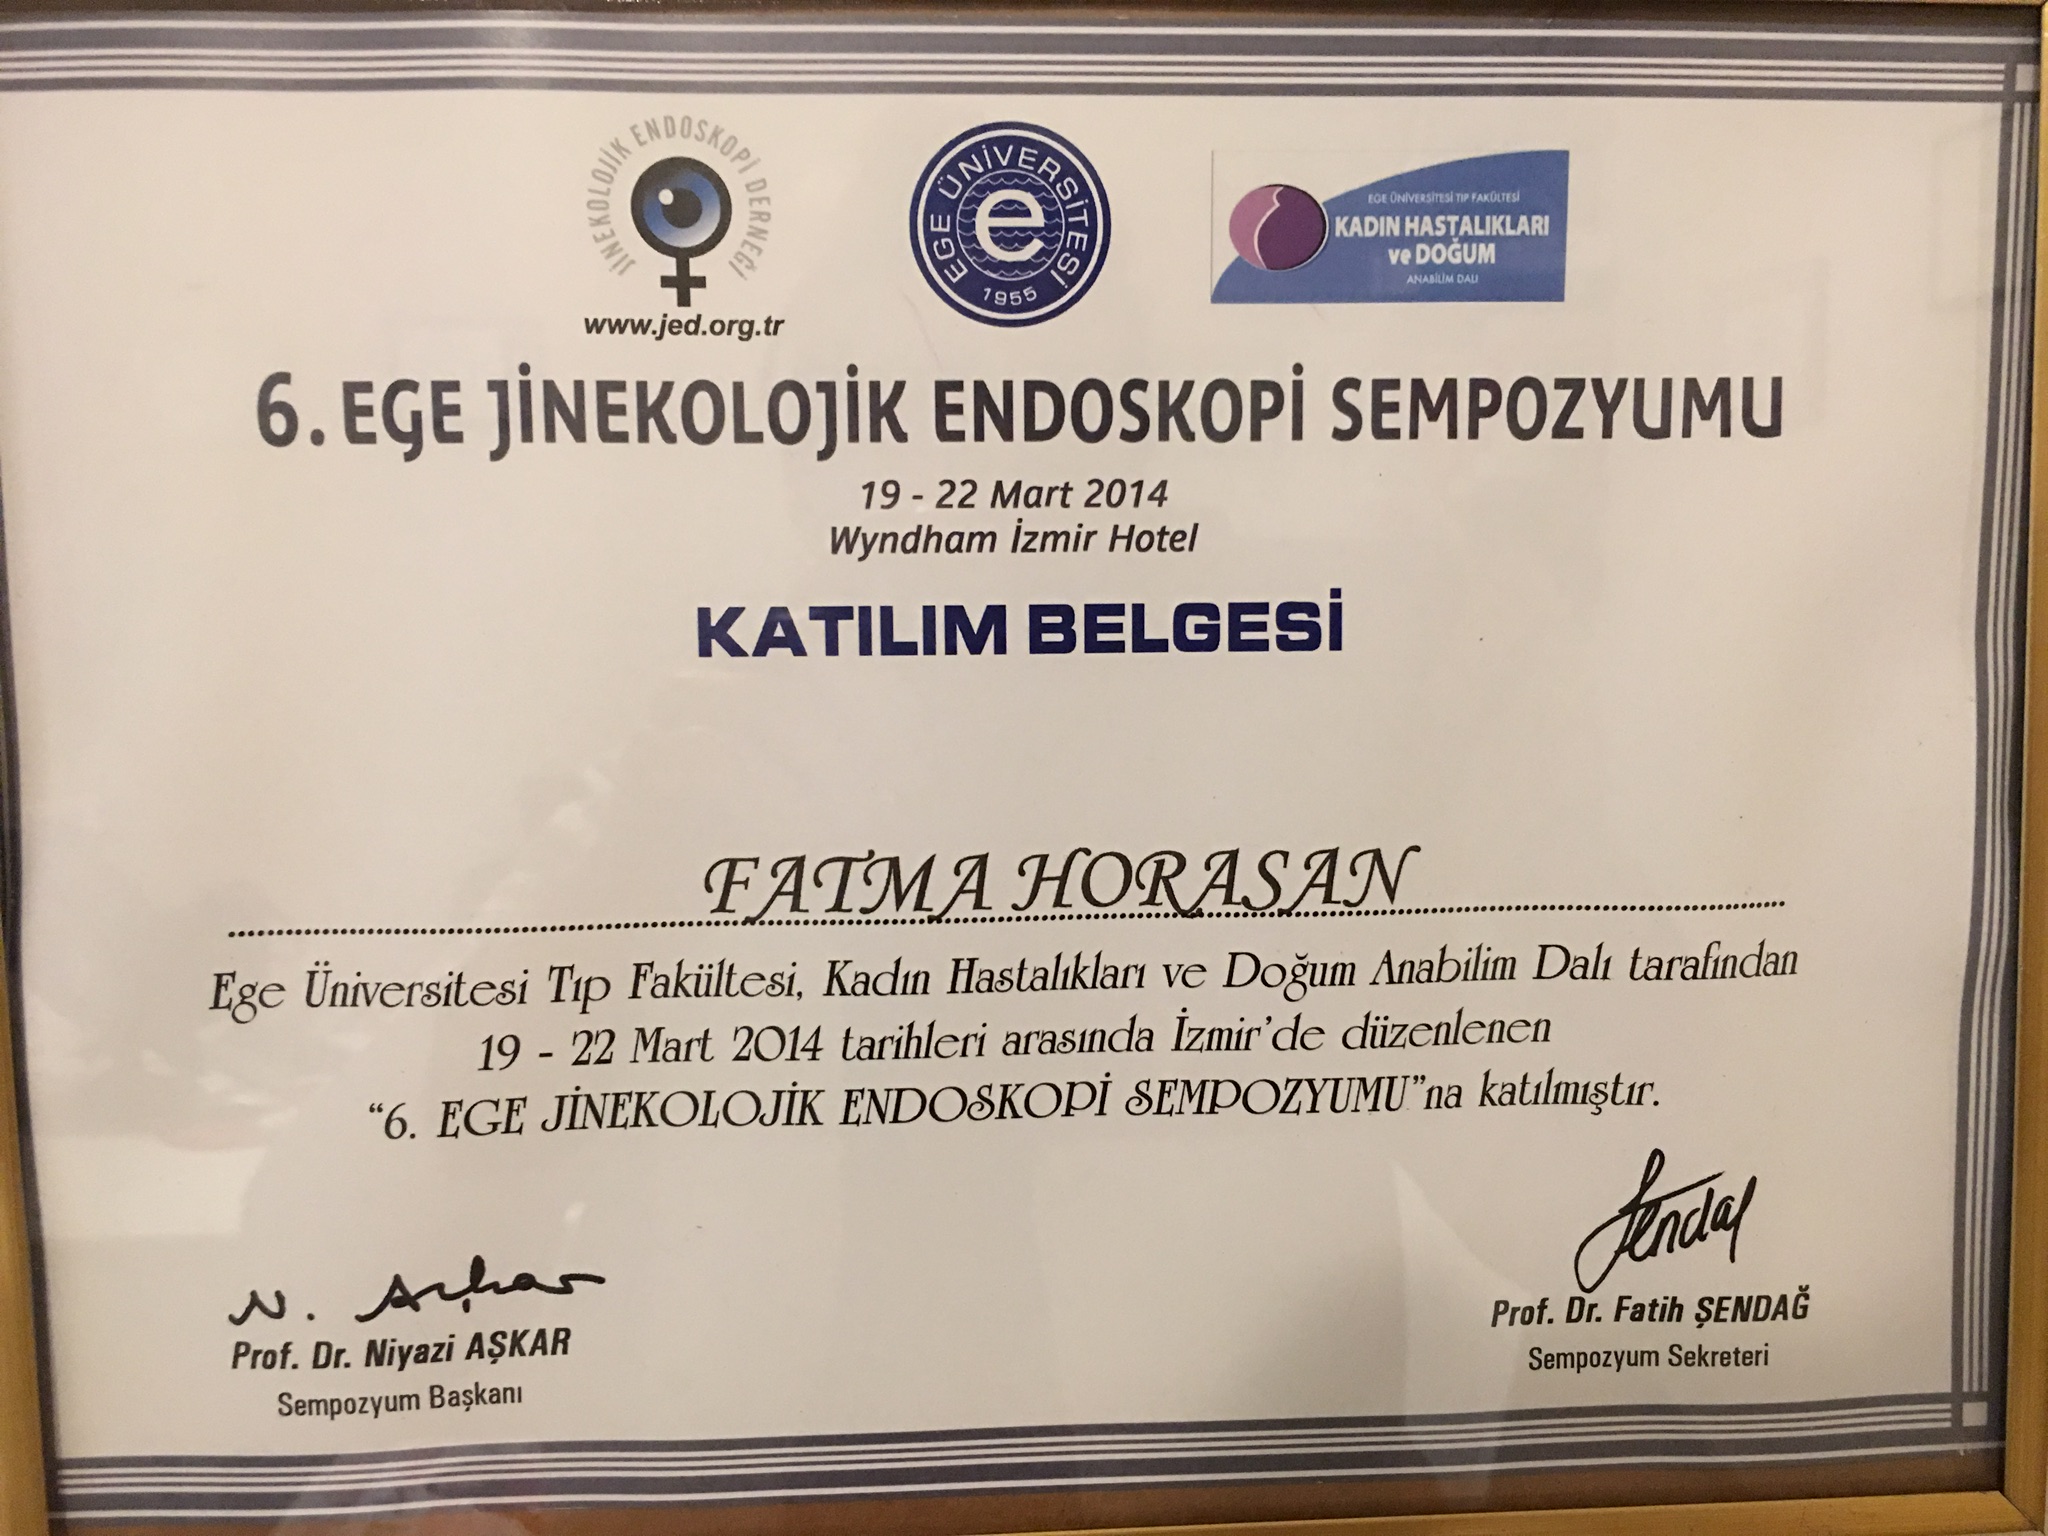 JİNEKOLOJİK ENDOSKOPİ DERNEĞİ
www.jed.org.tr
EGE ÜNİVERSİTESİ
e
1955
EGE ÜNİVERSİTESİ TIP FAKÜLTESİ
KADIN HASTALIKLARI
ve DOĞUM
ANABİLİM DALI
6. EGE JİNEKOLOJİK ENDOSKOPİ SEMPOZYUMU
19 - 22 Mart 2014
Wyndham İzmir Hotel
KATILIM BELGESİ
FATMA HORASAN
Ege Üniversitesi Tıp Fakültesi, Kadın Hastalıkları ve Doğum Anabilim Dalı tarafından
19 - 22 Mart 2014 tarihleri arasında İzmir'de düzenlenen
“6. EGE JİNEKOLOJİK ENDOSKOPİ SEMPOZYUMU”na katılmıştır.
N. Aşkar
Prof. Dr. Niyazi AŞKAR
Sempozyum Başkanı
Şendağ
Prof. Dr. Fatih ŞENDAĞ
Sempozyum Sekreteri